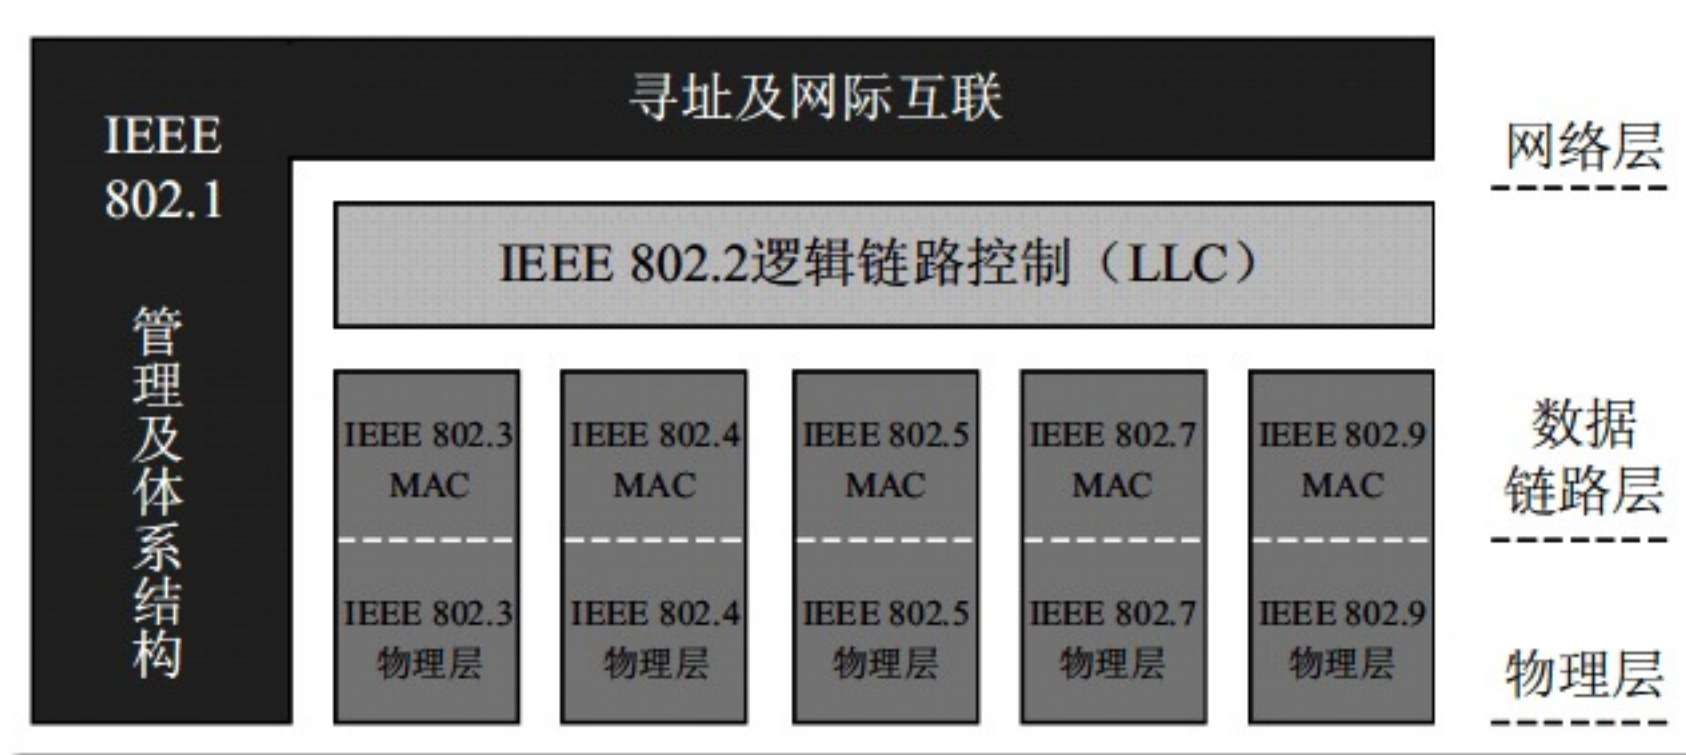 IEEE
802.1
管理及体系结构
寻址及网际互联
IEEE 802.2逻辑链路控制（LLC）
IEEE 802.3
MAC
IEEE 802.3
物理层
IEEE 802.4
MAC
IEEE 802.4
物理层
IEEE 802.5
MAC
IEEE 802.5
物理层
IEEE 802.7
MAC
IEEE 802.7
物理层
IEEE 802.9
MAC
IEEE 802.9
物理层
网络层
数据
链路层
物理层